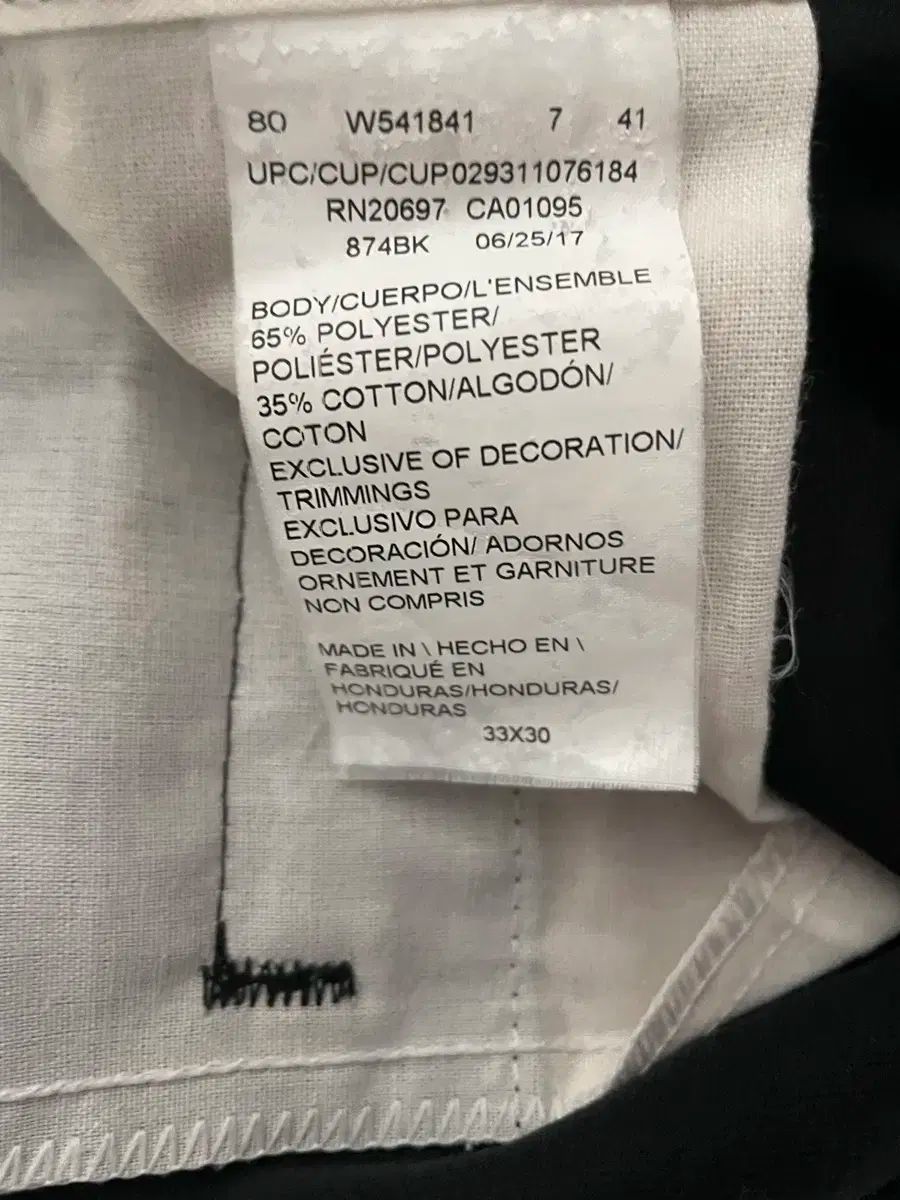 80 W541841 7 41
UPC/CUP/CUP029311076184
RN20697 CA01095
874BK 06/25/17
BODY/CUERPO/L'ENSEMBLE
65% POLYESTER/
POLIÉSTER/POLYESTER
35% COTTON/ALGODÓN/
COTON
EXCLUSIVE OF DECORATION/
TRIMMINGS
EXCLUSIVO PARA
DECORACIÓN/ ADORNOS
ORNEMENT ET GARNITURE
NON COMPRIS
MADE IN \ HECHO EN \
FABRIQUÉ EN
HONDURAS/HONDURAS/
HONDURAS
33X30